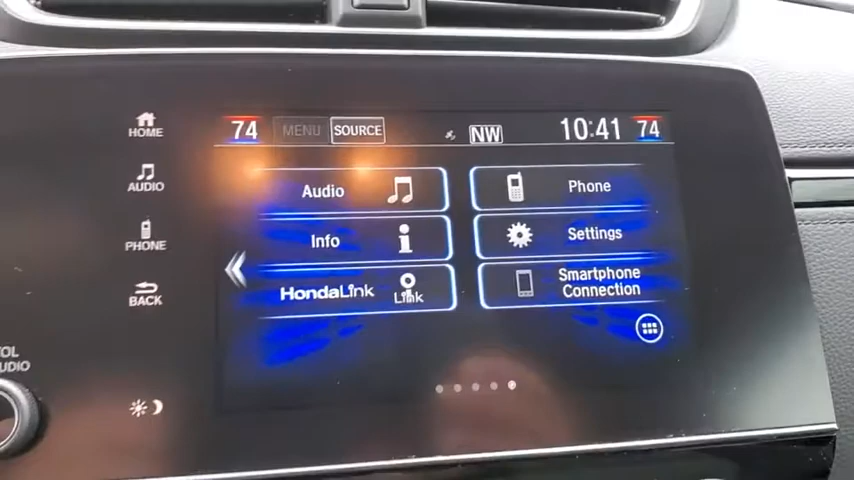 HOME
AUDIO
PHONE
BACK
74 MENU SOURCE NW 10:41 74
Audio
Phone
Info
Settings
HondaLink
Link
Smartphone
Connection
AUDIO